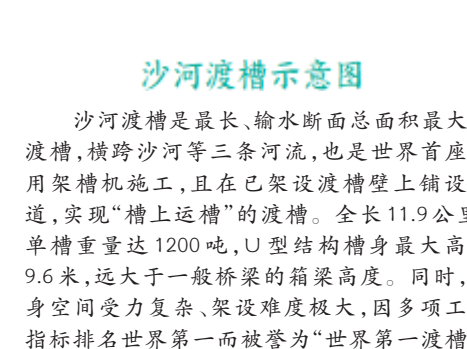 沙河渡槽示意图
沙河渡槽是最长、输水断面总面积最大
渡槽,横跨沙河等三条河流,也是世界首座
用架槽机施工,且在已架设渡槽壁上铺设
道,实现“槽上运槽”的渡槽。全长11.9公里
单槽重量达1200吨,U型结构槽身最大高
9.6米,远大于一般桥梁的箱梁高度。同时,
身空间受力复杂、架设难度极大,因多项工
指标排名世界第一而被誉为“世界第一渡槽